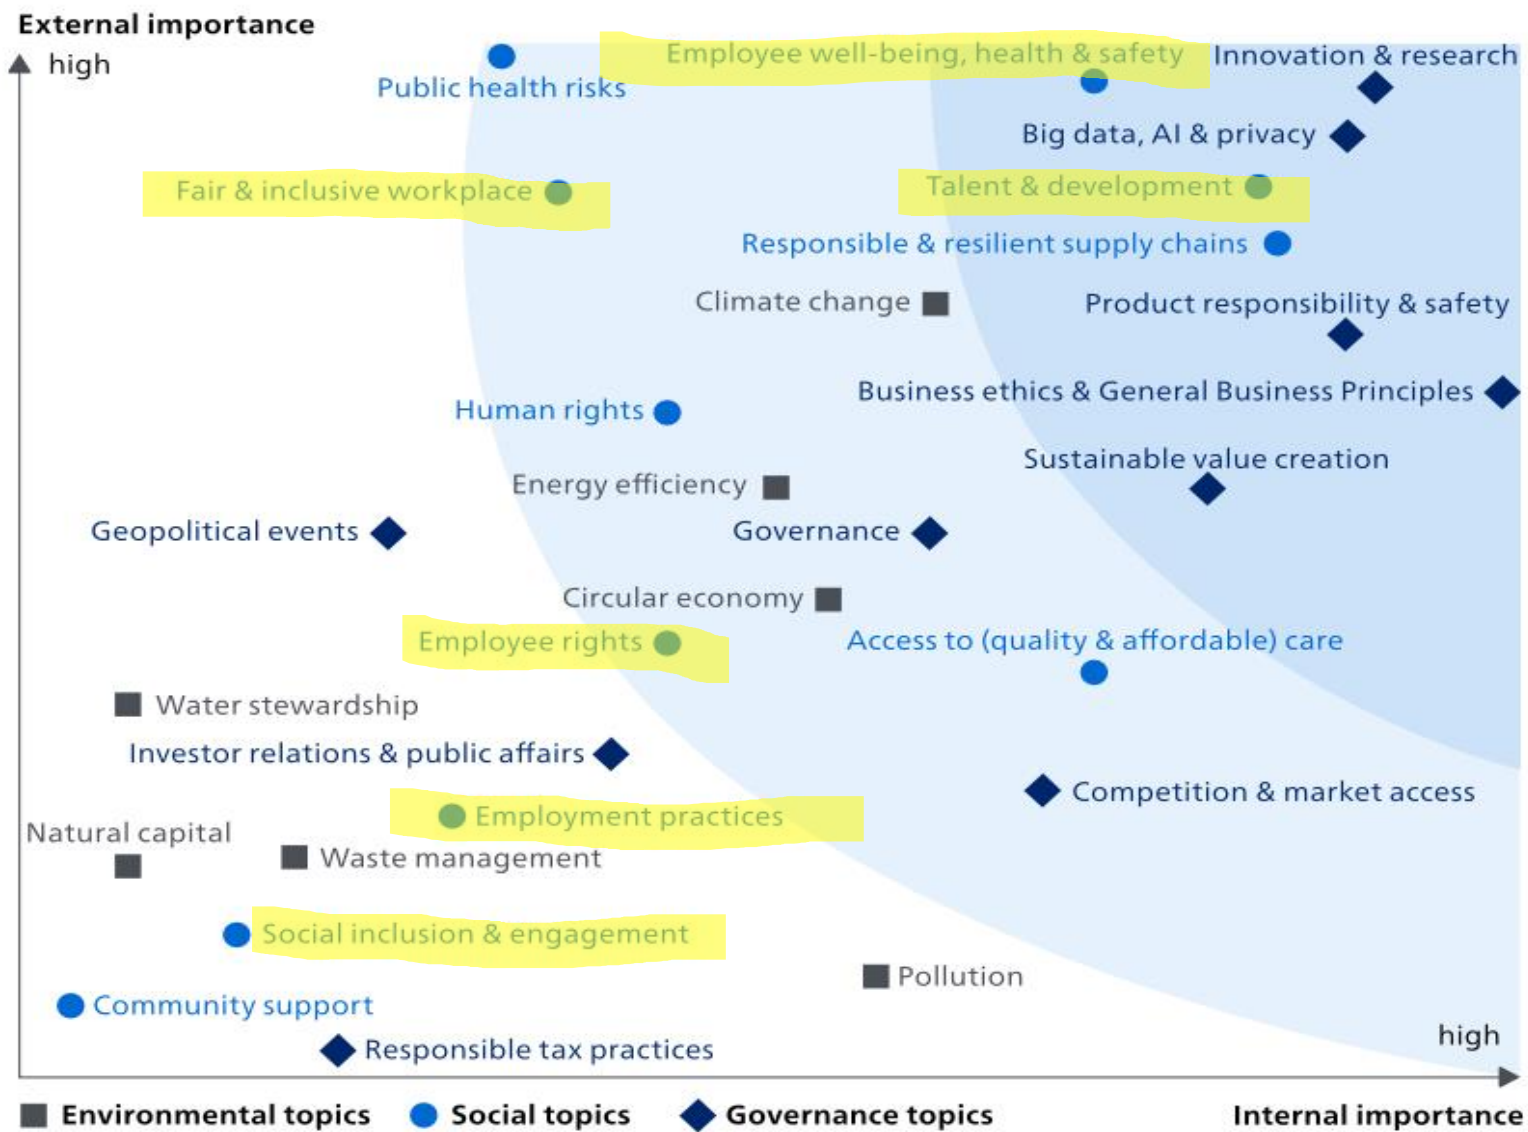 External importance
high
Public health risks
Employee well-being, health & safety
Innovation & research
Big data, AI & privacy
Fair & inclusive workplace
Talent & development
Responsible & resilient supply chains
Climate change
Product responsibility & safety
Business ethics & General Business Principles
Human rights
Sustainable value creation
Energy efficiency
Geopolitical events
Governance
Circular economy
Employee rights
Access to (quality & affordable) care
Water stewardship
Investor relations & public affairs
Competition & market access
Employment practices
Natural capital
Waste management
Social inclusion & engagement
Pollution
Community support
high
Responsible tax practices
Environmental topics
Social topics
Governance topics
Internal importance